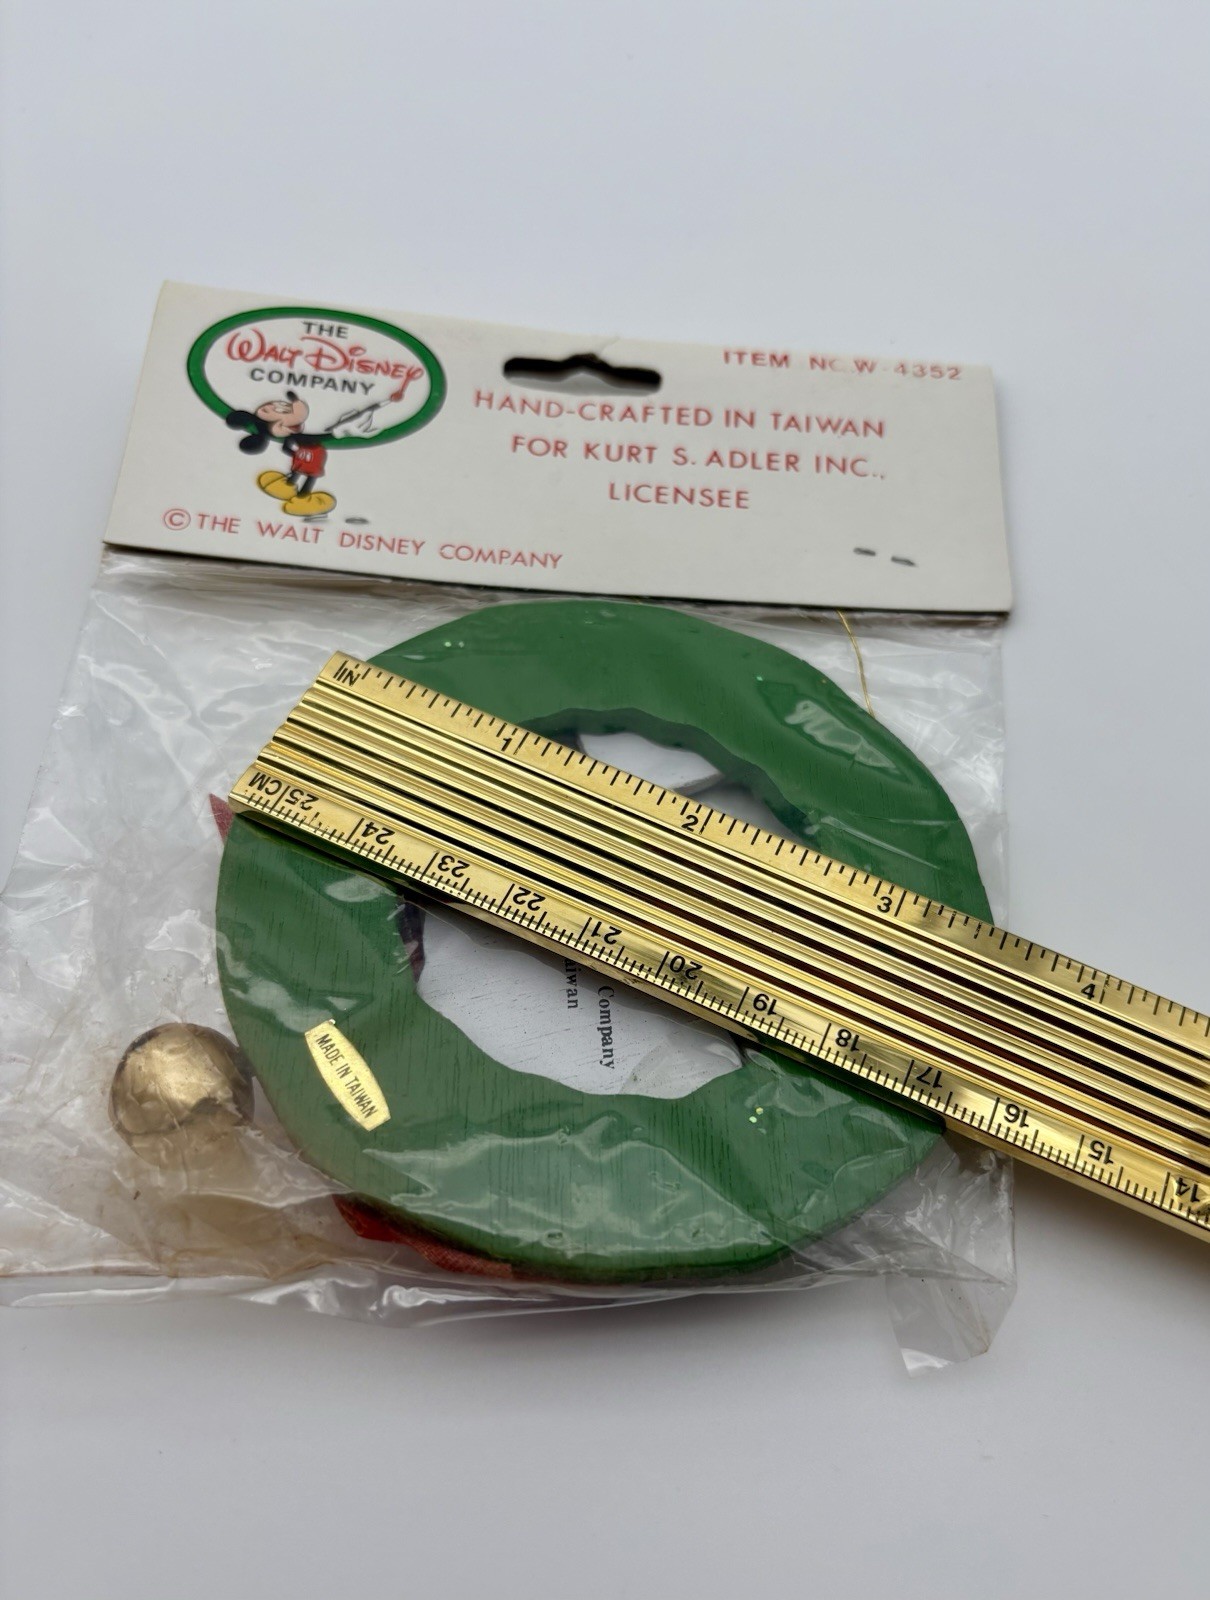 THE
WALT DISNEY
COMPANY
ITEM NO. W-4352
HAND-CRAFTED IN TAIWAN
FOR KURT S. ADLER INC.,
LICENSEE
© THE WALT DISNEY COMPANY
IN 1 2 3 4
CM 25 24 23 22 21 20 19 18 17 16 15 14
Company
MADE IN TAIWAN